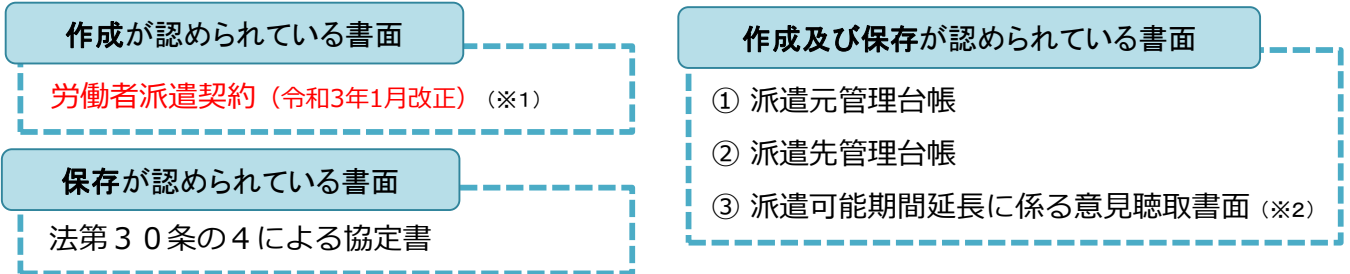 作成が認められている書面
労働者派遣契約（令和3年1月改正）（※1）
保存が認められている書面
法第３０条の４による協定書
作成及び保存が認められている書面
① 派遣元管理台帳
② 派遣先管理台帳
③ 派遣可能期間延長に係る意見聴取書面（※2）